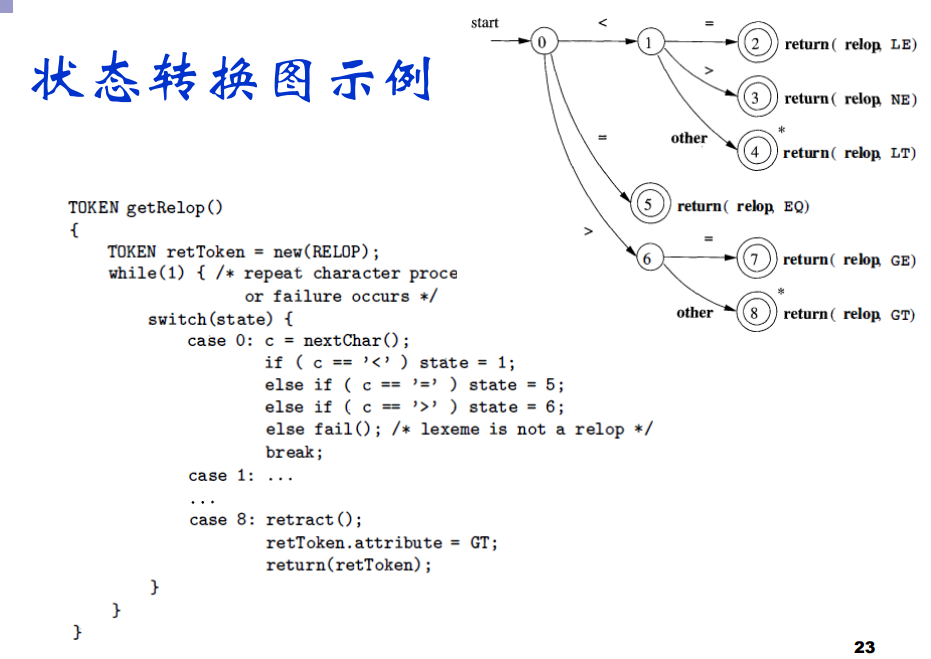 状态转换图示例
start
0
<
1
=
2
return( relop, LE)
>
3
return( relop, NE)
other
4
*
return( relop, LT)
=
5
return( relop, EQ)
>
6
=
7
return( relop, GE)
other
8
*
return( relop, GT)
TOKEN getRelop()
{
TOKEN retToken = new(RELOP);
while(1) { /* repeat character proce
or failure occurs */
switch(state) {
case 0: c = nextChar();
if ( c == '<' ) state = 1;
else if ( c == '=' ) state = 5;
else if ( c == '>' ) state = 6;
else fail(); /* lexeme is not a relop */
break;
case 1: ...
...
case 8: retract();
retToken.attribute = GT;
return(retToken);
}
}
}
23